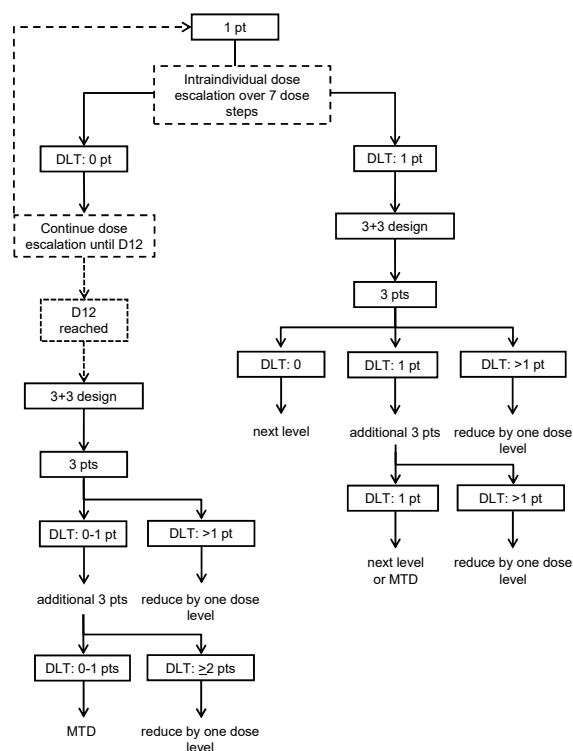 1 pt
Intraindividual dose
escalation over 7 dose
steps
DLT: 0 pt
DLT: 1 pt
Continue dose
escalation until D12
3+3 design
D12
reached
3 pts
DLT: 0
DLT: 1 pt
DLT: >1 pt
3+3 design
next level
additional 3 pts
reduce by one dose
level
3 pts
DLT: 1 pt
DLT: >1 pt
DLT: 0-1 pt
DLT: >1 pt
next level
or MTD
reduce by one dose
level
additional 3 pts
reduce by one dose
level
DLT: 0-1 pts
DLT: ≥2 pts
MTD
reduce by one dose
level